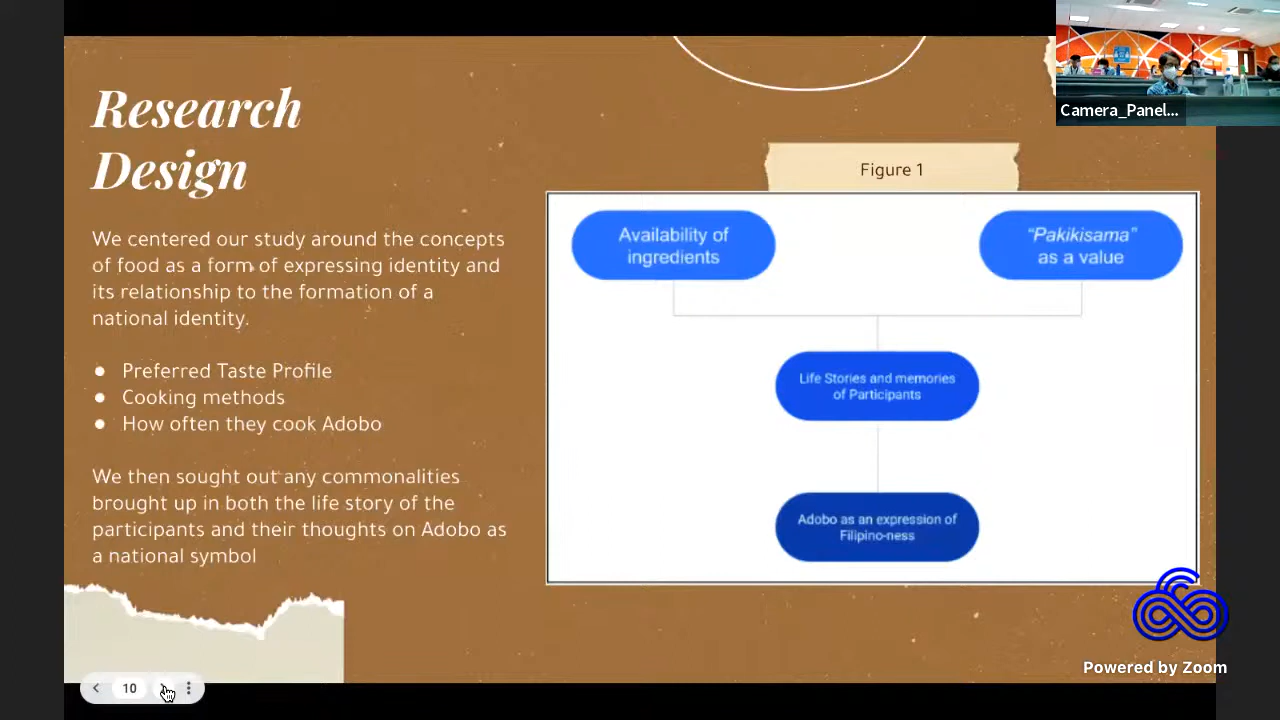 Research
Design
We centered our study around the concepts
of food as a form of expressing identity and
its relationship to the formation of a
national identity.
● Preferred Taste Profile
● Cooking methods
● How often they cook Adobo
We then sought out any commonalities
brought up in both the life story of the
participants and their thoughts on Adobo as
a national symbol
Figure 1
Availability of
ingredients
“Pakikisama”
as a value
Life Stories and memories
of Participants
Adobo as an expression of
Filipino-ness
Camera_Panel...
Powered by Zoom
10